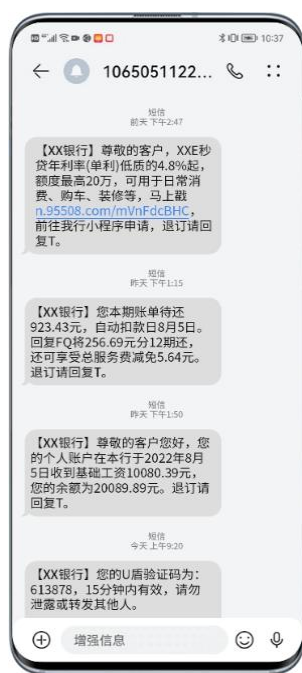 10:37
1065051122...
短信
前天 下午2:47
【XX银行】尊敬的客户，XXE秒
贷年利率(单利)低质的4.8%起，
额度最高20万，可用于日常消
费、购车、装修等，马上戳
n.95508.com/mVnFdcBHC，
前往我行小程序申请，退订请回
复T。
短信
昨天 下午1:15
【XX银行】您本期账单待还
923.43元，自动扣款日8月5日。
回复FQ将256.69元分12期还，
还可享受总服务费减免5.64元。
退订请回复T。
短信
昨天 下午1:50
【XX银行】尊敬的客户您好，您
的个人账户在本行于2022年8月
5日收到基础工资10080.39元，
您的余额为20089.89元。退订请
回复T。
短信
今天 上午9:20
【XX银行】您的U盾验证码为：
613878，15分钟内有效，请勿
泄露或转发其他人。
增强信息